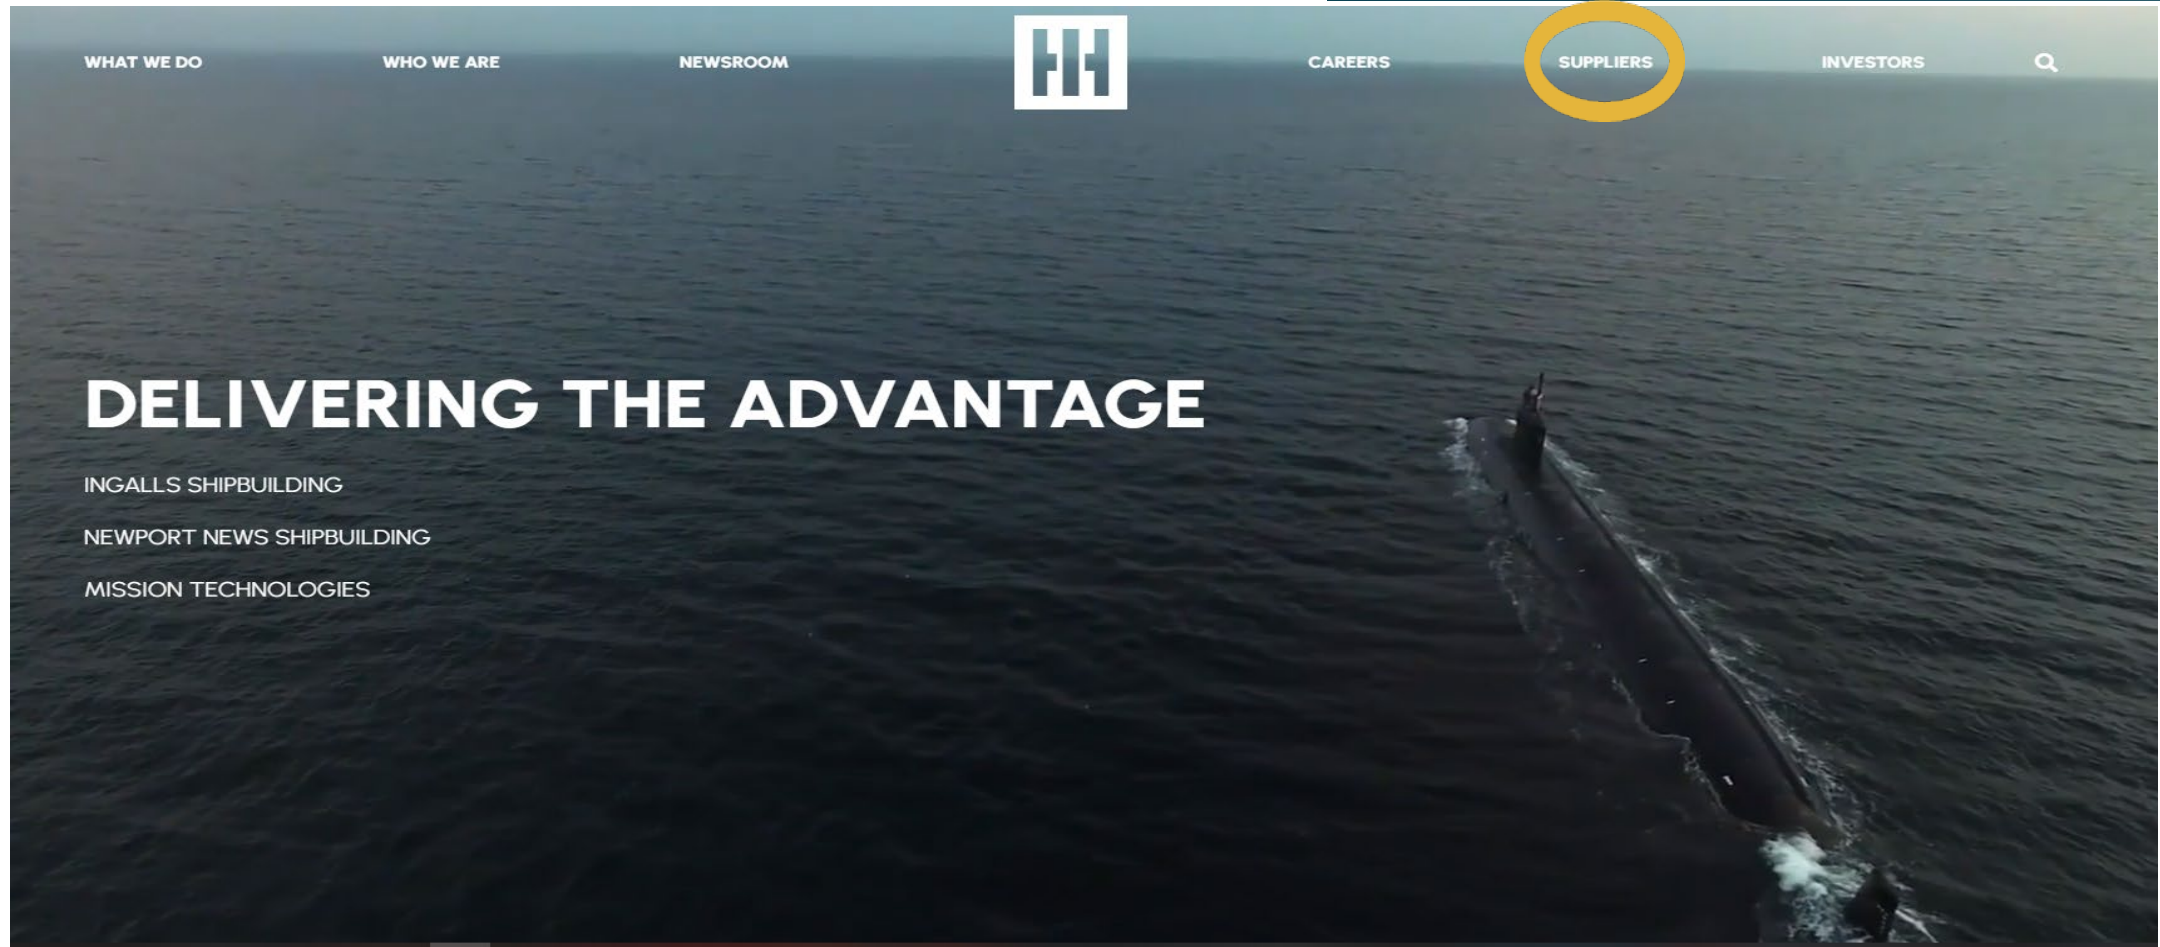 WHAT WE DO WHO WE ARE NEWSROOM CAREERS SUPPLIERS INVESTORS
DELIVERING THE ADVANTAGE
INGALLS SHIPBUILDING
NEWPORT NEWS SHIPBUILDING
MISSION TECHNOLOGIES